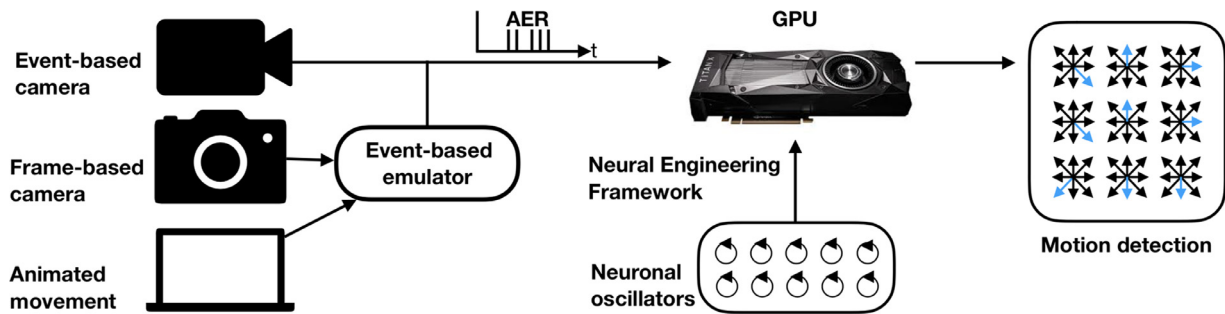 AER
t
GPU
Event-based
camera
TITAN X
Frame-based
camera
Event-based
emulator
Neural Engineering
Framework
Animated
movement
Neuronal
oscillators
Motion detection